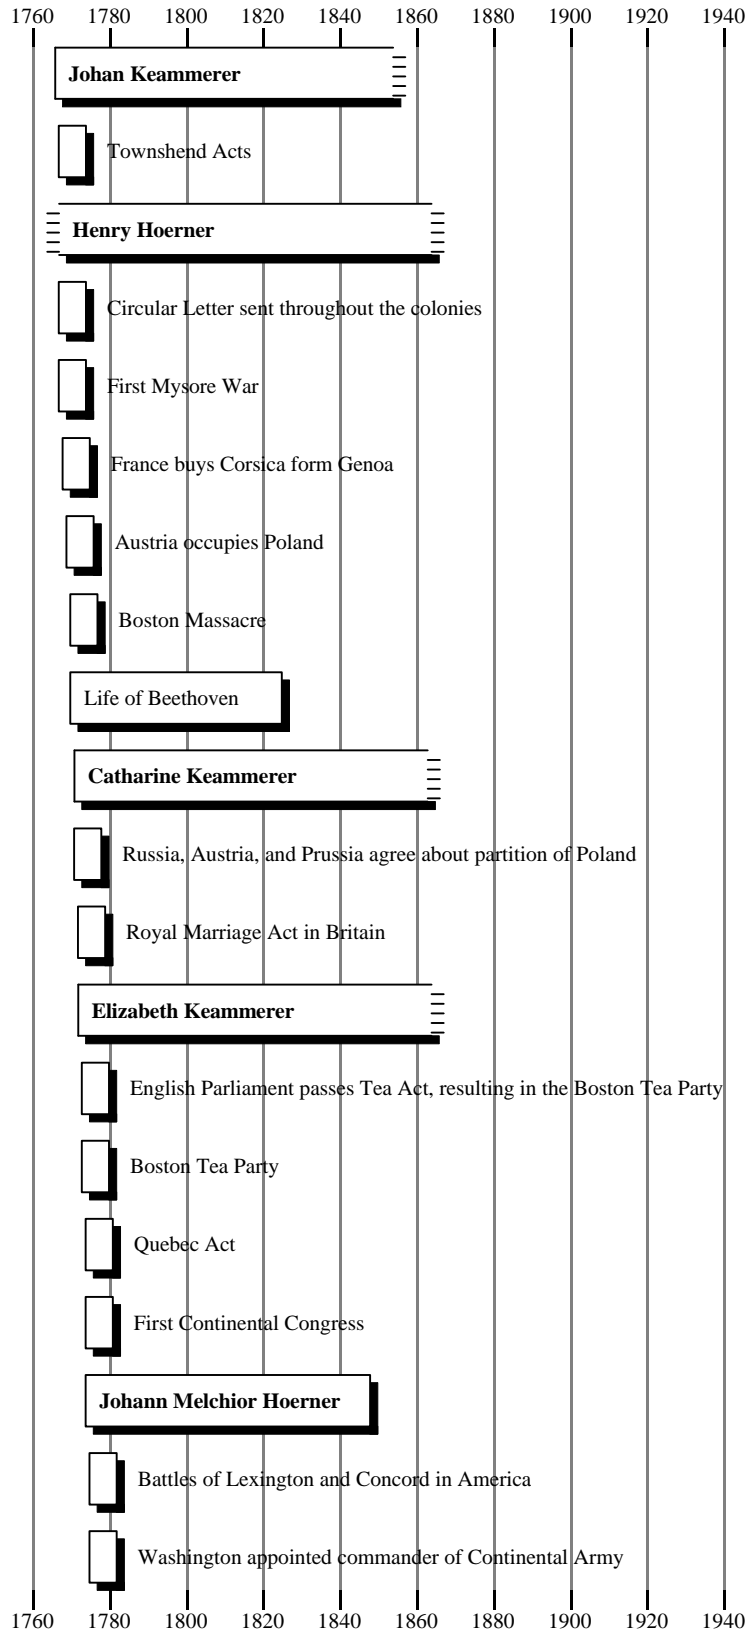 1760 1780 1800 1820 1840 1860 1880 1900 1920 1940
Johan Keammerer
Townshend Acts
Henry Hoerner
Circular Letter sent throughout the colonies
First Mysore War
France buys Corsica form Genoa
Austria occupies Poland
Boston Massacre
Life of Beethoven
Catharine Keammerer
Russia, Austria, and Prussia agree about partition of Poland
Royal Marriage Act in Britain
Elizabeth Keammerer
English Parliament passes Tea Act, resulting in the Boston Tea Party
Boston Tea Party
Quebec Act
First Continental Congress
Johann Melchior Hoerner
Battles of Lexington and Concord in America
Washington appointed commander of Continental Army
1760 1780 1800 1820 1840 1860 1880 1900 1920 1940